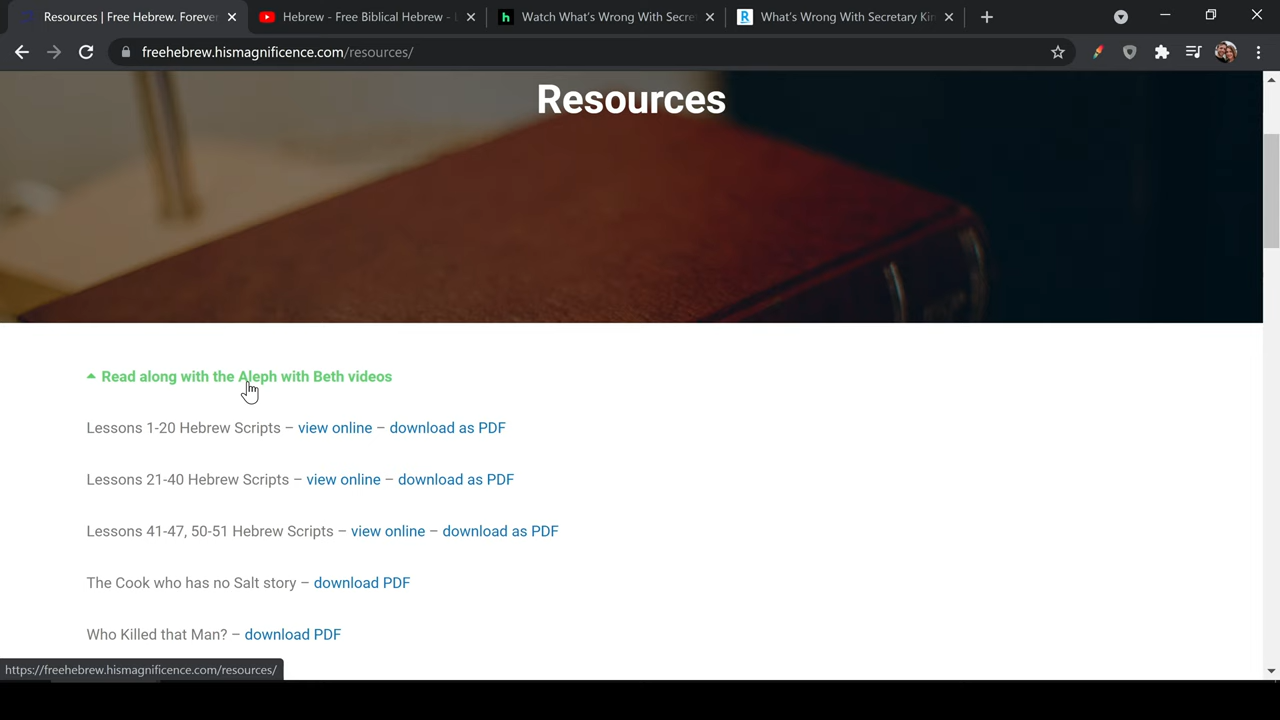 Resources | Free Hebrew. Forever
Hebrew - Free Biblical Hebrew -
Watch What's Wrong With Secre
What's Wrong With Secretary Kin
freehebrew.hismagnificence.com/resources/
Resources
Read along with the Aleph with Beth videos
Lessons 1-20 Hebrew Scripts – view online – download as PDF
Lessons 21-40 Hebrew Scripts – view online – download as PDF
Lessons 41-47, 50-51 Hebrew Scripts – view online – download as PDF
The Cook who has no Salt story – download PDF
Who Killed that Man? – download PDF
https://freehebrew.hismagnificence.com/resources/